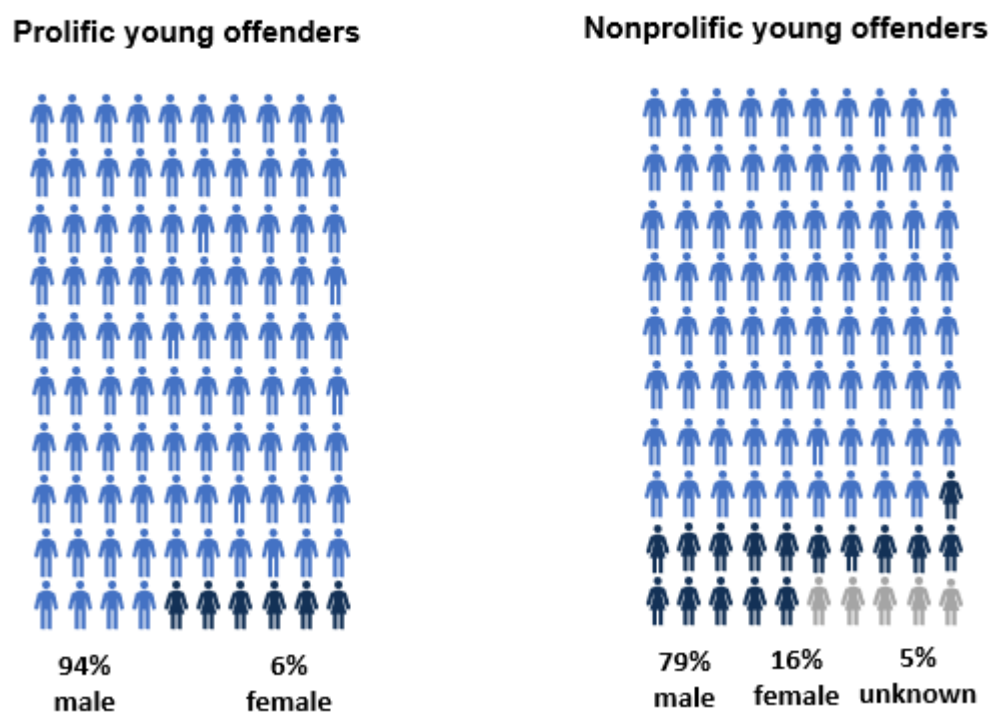 Prolific young offenders
Nonprolific young offenders
94%
male
6%
female
79%
male
16%
female
5%
unknown